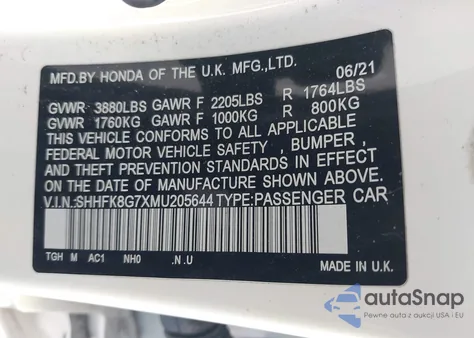 MFD.BY HONDA OF THE U.K. MFG.,LTD. 06/21
GVWR 3880LBS GAWR F 2205LBS R 1764LBS
GVWR 1760KG GAWR F 1000KG R 800KG
THIS VEHICLE CONFORMS TO ALL APPLICABLE
FEDERAL MOTOR VEHICLE SAFETY , BUMPER ,
AND THEFT PREVENTION STANDARDS IN EFFECT
ON THE DATE OF MANUFACTURE SHOWN ABOVE.
V.I.N.:SHHFK8G7XMU205644 TYPE:PASSENGER CAR
TGH M AC1 NH0 .N.U MADE IN U.K.
autoSnap
Pewne auta z aukcji USA i EU